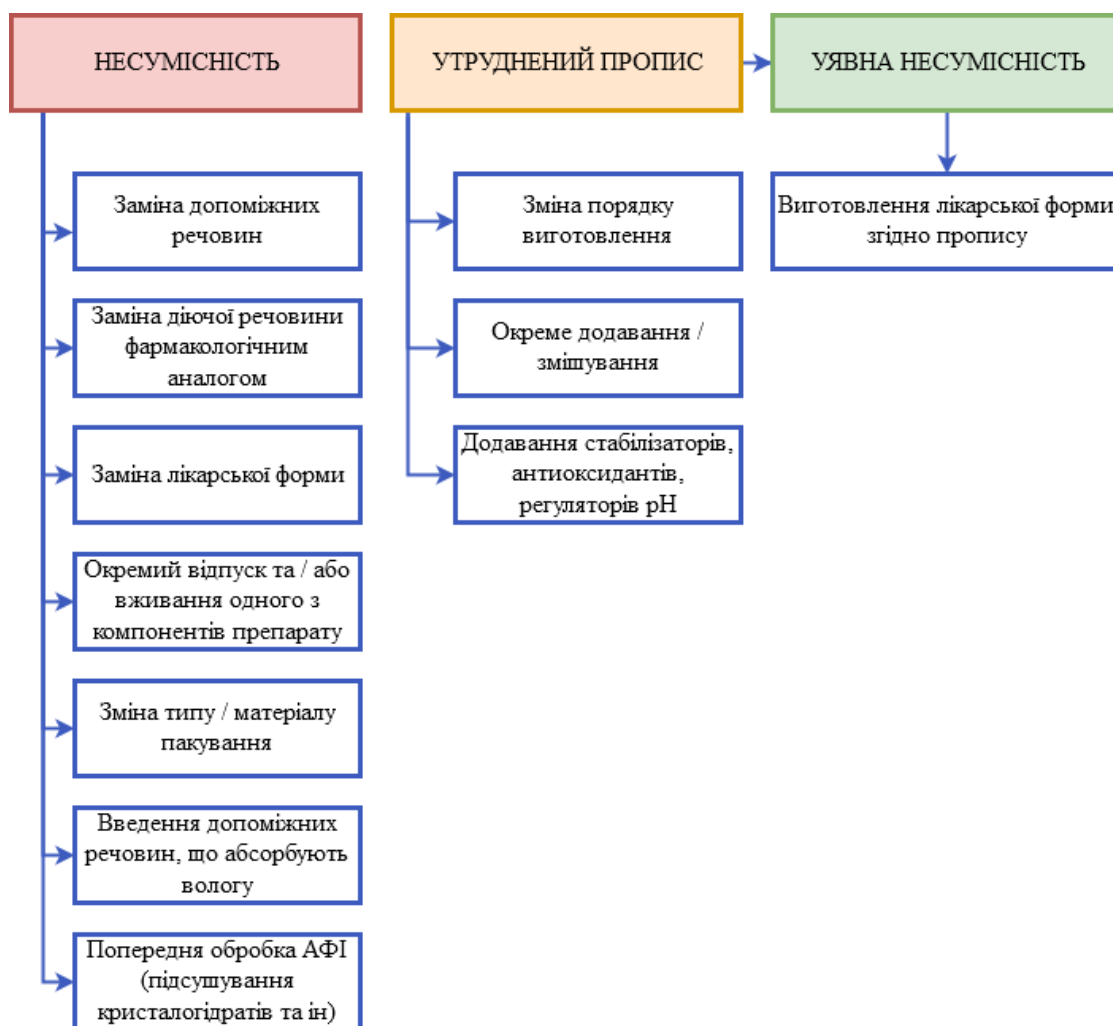 НЕСУМІСНІСТЬ
УТРУДНЕНИЙ ПРОПИС
УЯВНА НЕСУМІСНІСТЬ
Заміна допоміжних
речовин
Заміна діючої речовини
фармакологічним
аналогом
Заміна лікарської форми
Окремий відпуск та / або
вживання одного з
компонентів препарату
Зміна типу / матеріалу
пакування
Введення допоміжних
речовин, що абсорбують
вологу
Попередня обробка АФІ
(підсушування
кристалогідратів та ін)
Зміна порядку
виготовлення
Окреме додавання /
змішування
Додавання стабілізаторів,
антиоксидантів,
регуляторів рН
Виготовлення лікарської форми
згідно пропису